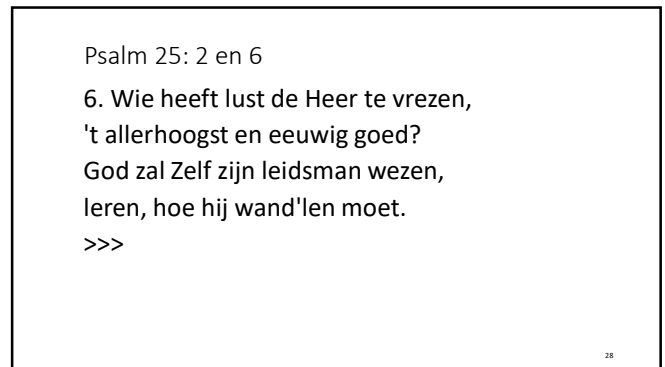 Psalm 25: 2 en 6
6. Wie heeft lust de Heer te vrezen,
't allerhoogst en eeuwig goed?
God zal Zelf zijn leidsman wezen,
leren, hoe hij wand'len moet.
>>>
28